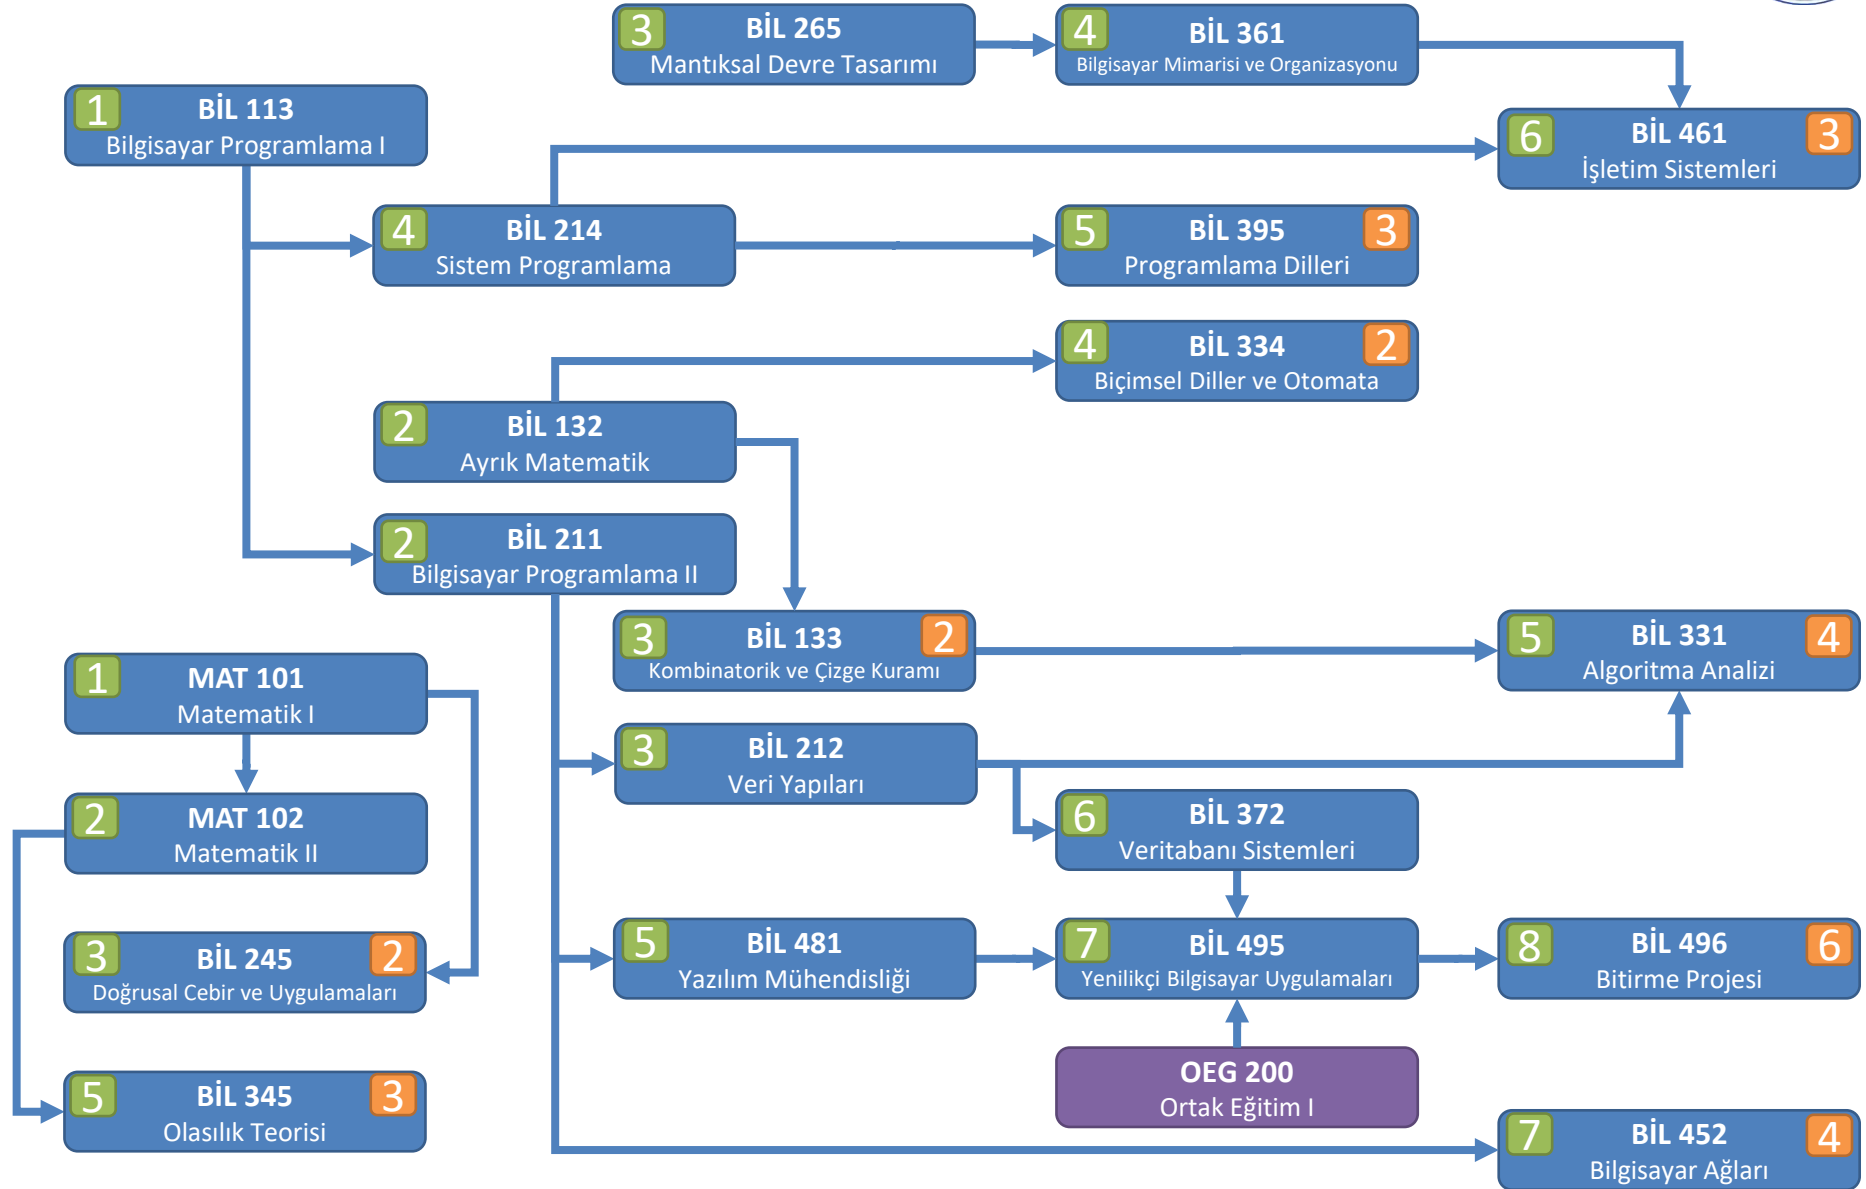 3
BİL 265
Mantıksal Devre Tasarımı
4
BİL 361
Bilgisayar Mimarisi ve Organizasyonu
1
BİL 113
Bilgisayar Programlama I
6
BİL 461
3
İşletim Sistemleri
4
BİL 214
Sistem Programlama
5
BİL 395
3
Programlama Dilleri
4
BİL 334
2
Biçimsel Diller ve Otomata
2
BİL 132
Ayrık Matematik
2
BİL 211
Bilgisayar Programlama II
3
BİL 133
2
Kombinatorik ve Çizge Kuramı
5
BİL 331
4
Algoritma Analizi
1
MAT 101
Matematik I
3
BİL 212
Veri Yapıları
2
MAT 102
Matematik II
6
BİL 372
Veritabanı Sistemleri
3
BİL 245
2
Doğrusal Cebir ve Uygulamaları
5
BİL 481
Yazılım Mühendisliği
7
BİL 495
Yenilikçi Bilgisayar Uygulamaları
8
BİL 496
6
Bitirme Projesi
OEG 200
Ortak Eğitim I
5
BİL 345
3
Olasılık Teorisi
7
BİL 452
4
Bilgisayar Ağları